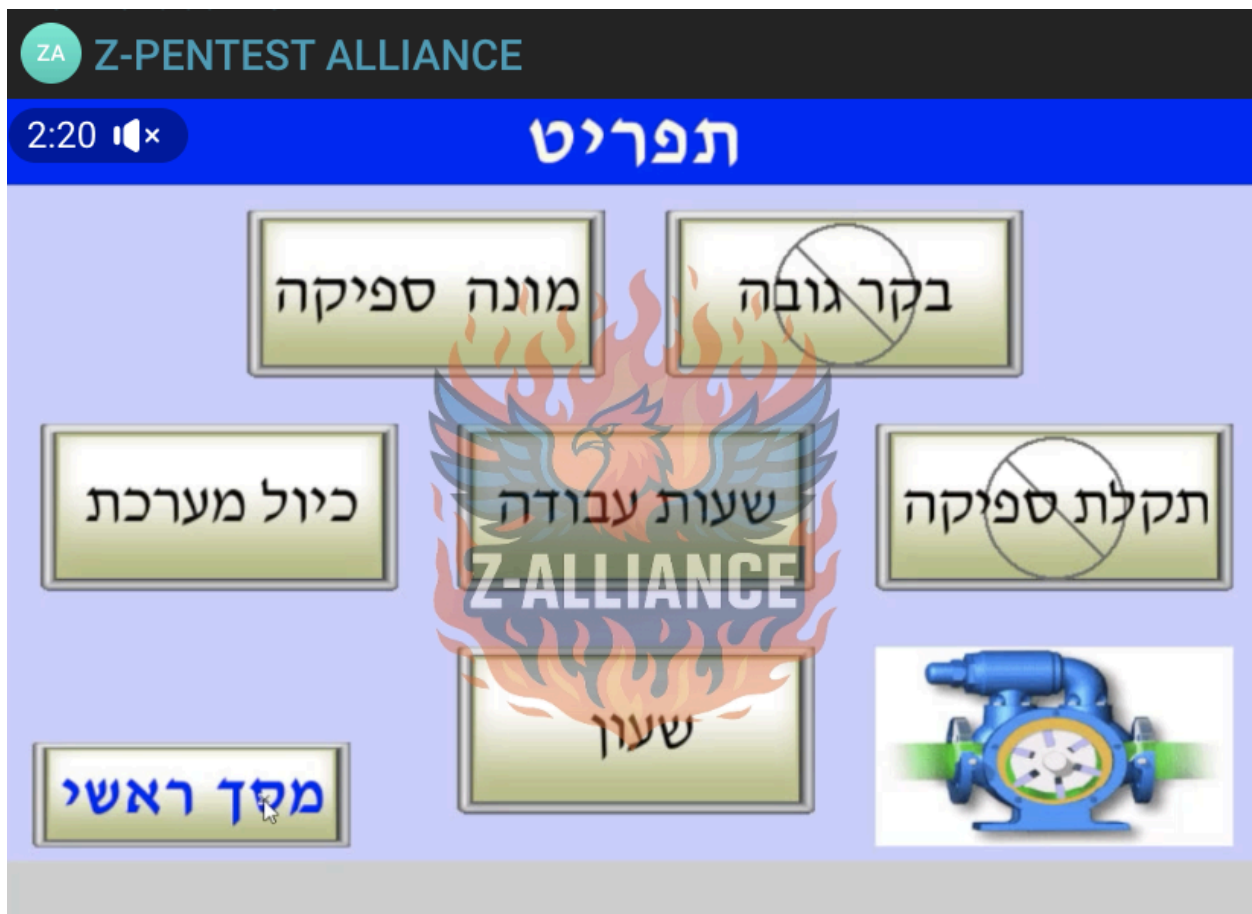 ZA Z-PENTEST ALLIANCE
2:20
תפריט
בקר גובה
מונה ספיקה
תקלת ספיקה
שעות עבודה
כיול מערכת
Z-ALLIANCE
שעון
מסך ראשי